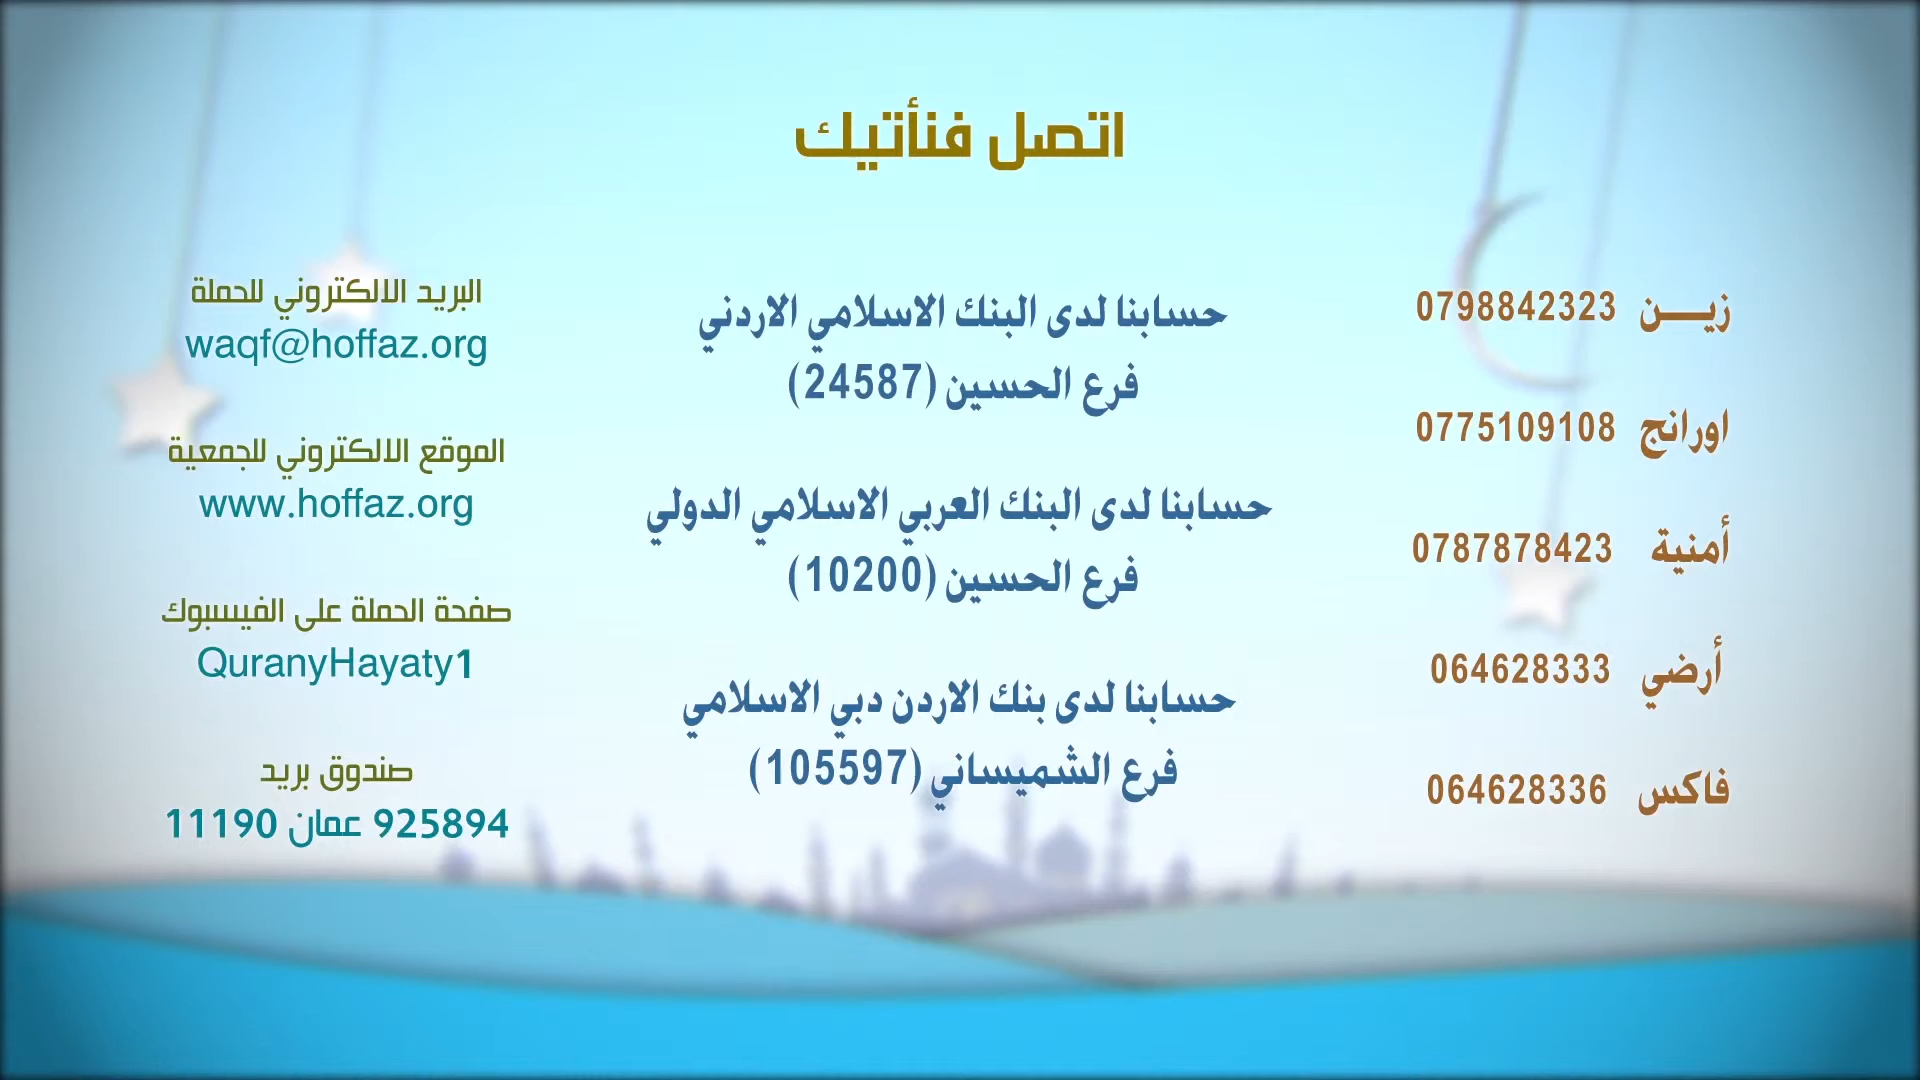 اتصل فنأتيك
زيـــن 0798842323
اورانج 0775109108
أمنية 0787878423
أرضي 064628333
فاكس 064628336
حسابنا لدى البنك الاسلامي الاردني
فرع الحسين (24587)
حسابنا لدى البنك العربي الاسلامي الدولي
فرع الحسين (10200)
حسابنا لدى بنك الاردن دبي الاسلامي
فرع الشميساني (105597)
البريد الالكتروني للحملة
waqf@hoffaz.org
الموقع الالكتروني للجمعية
www.hoffaz.org
صفحة الحملة على الفيسبوك
QuranyHayaty1
صندوق بريد
925894 عمان 11190